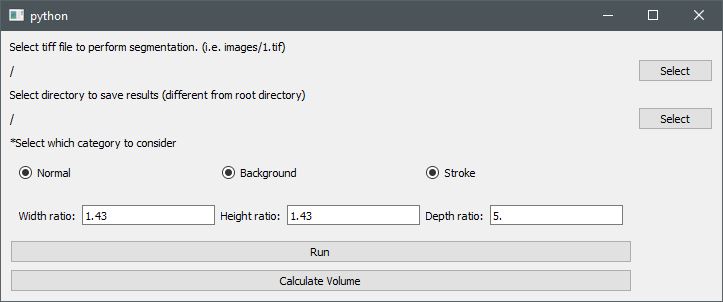 python
Select tiff file to perform segmentation. (i.e. images/1.tif)
/ Select
Select directory to save results (different from root directory)
/ Select
*Select which category to consider
Normal Background Stroke
Width ratio: 1.43 Height ratio: 1.43 Depth ratio: 5.
Run
Calculate Volume